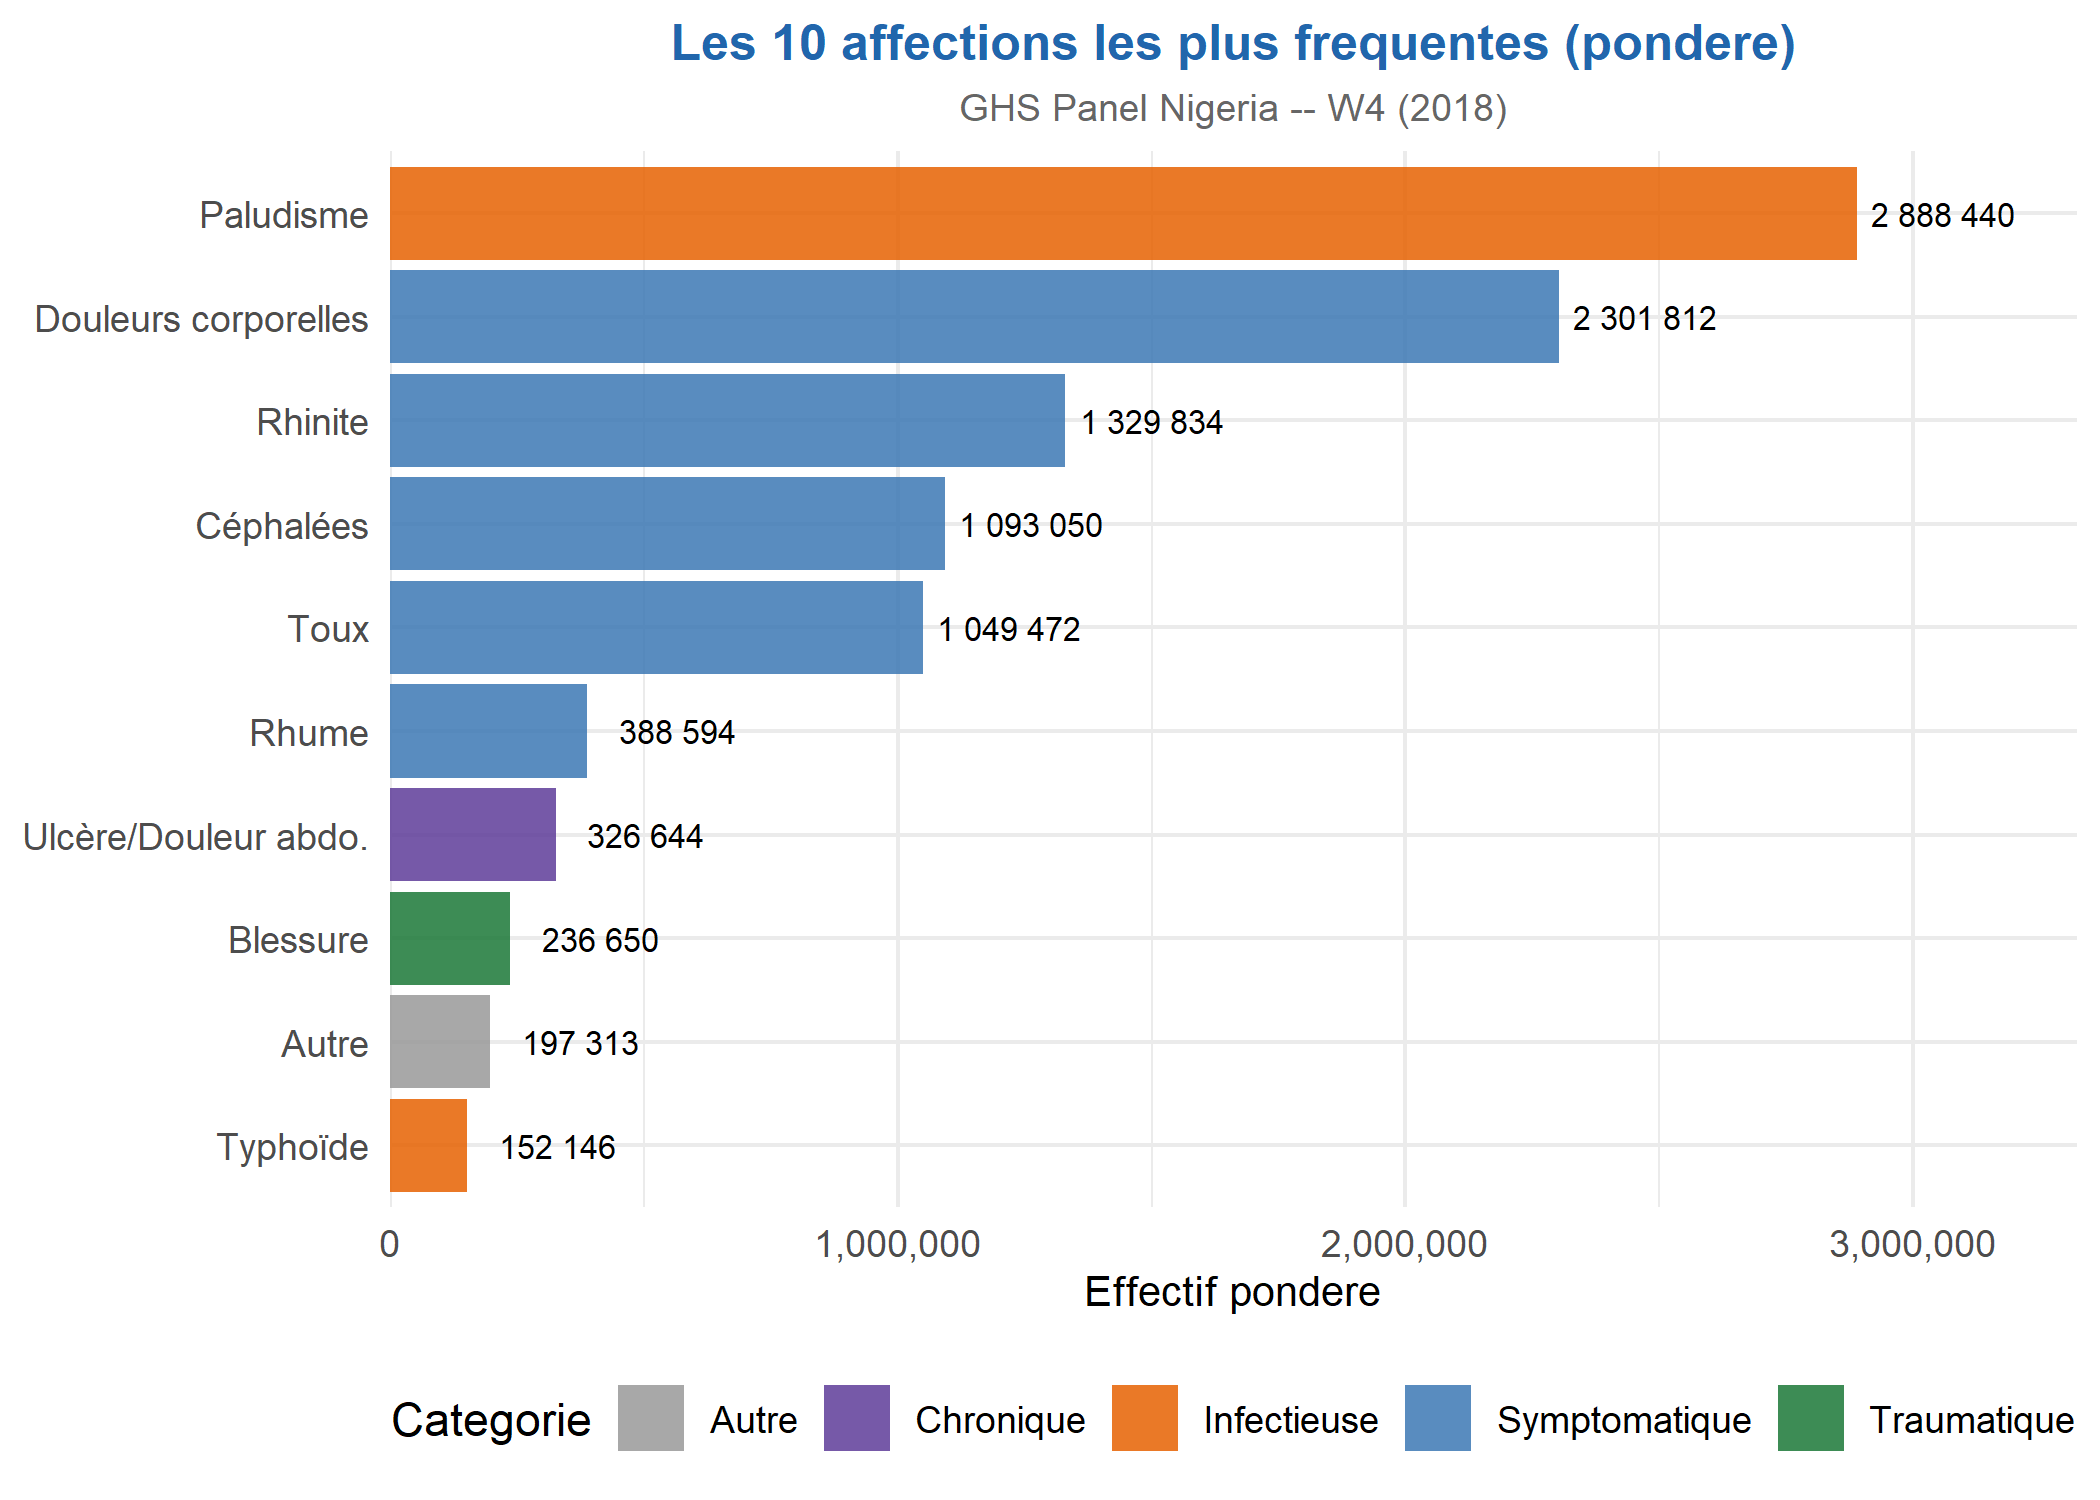 Les 10 affections les plus frequentes (pondere)
GHS Panel Nigeria -- W4 (2018)
Paludisme 2 888 440
Douleurs corporelles 2 301 812
Rhinite 1 329 834
Céphalées 1 093 050
Toux 1 049 472
Rhume 388 594
Ulcère/Douleur abdo. 326 644
Blessure 236 650
Autre 197 313
Typhoïde 152 146
0 1,000,000 2,000,000 3,000,000
Effectif pondere
Categorie Autre Chronique Infectieuse Symptomatique Traumatique